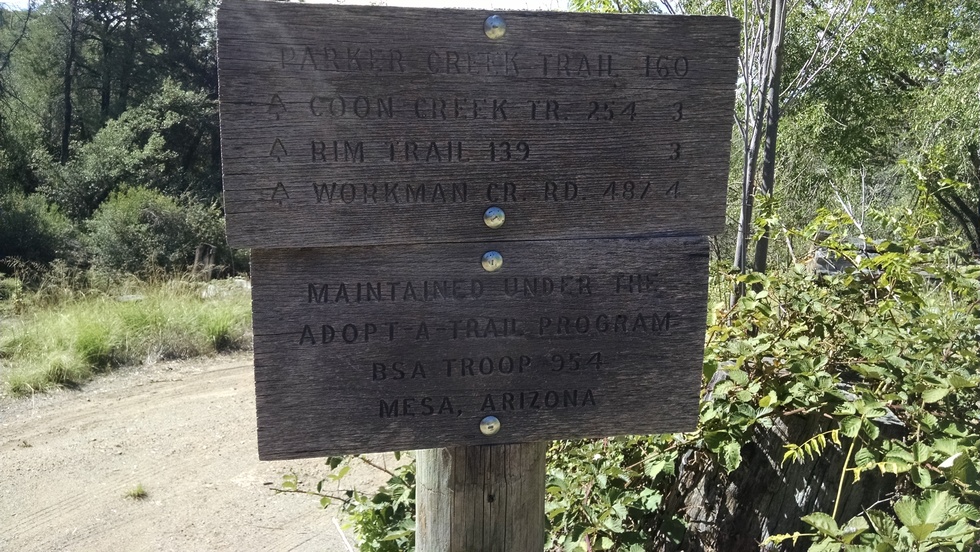 PARKER CREEK TRAIL 160
COON CREEK TR. 254 3
RIM TRAIL 139 3
WORKMAN CR. RD. 487 4
MAINTAINED UNDER THE
ADOPT-A-TRAIL PROGRAM
BSA TROOP 954
MESA, ARIZONA